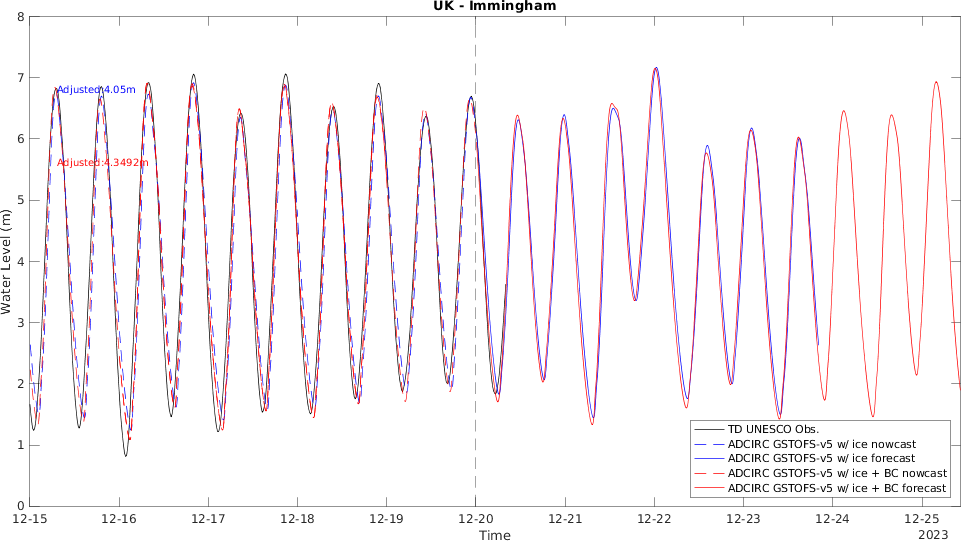 UK - Immingham
8
7
6
5
4
3
2
1
0
Water Level (m)
Adjusted:4.05m
Adjusted:4.3492m
TD UNESCO Obs.
ADCIRC GSTOFS-v5 w/ ice nowcast
ADCIRC GSTOFS-v5 w/ ice forecast
ADCIRC GSTOFS-v5 w/ ice + BC nowcast
ADCIRC GSTOFS-v5 w/ ice + BC forecast
12-15 12-16 12-17 12-18 12-19 12-20 12-21 12-22 12-23 12-24 12-25
Time
2023